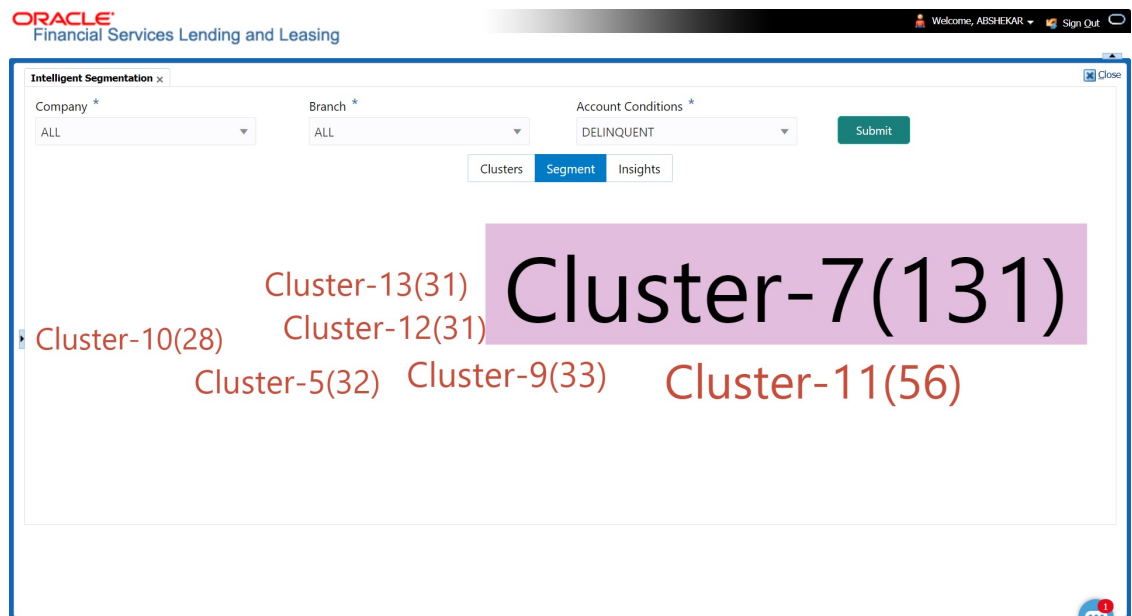 ORACLE
Financial Services Lending and Leasing
Welcome, ABSHEKAR
Sign Out
Intelligent Segmentation ×
Close
Company *
Branch *
Account Conditions *
ALL
ALL
DELINQUENT
Submit
Clusters
Segment
Insights
Cluster-7(131)
Cluster-13(31)
Cluster-12(31)
Cluster-10(28)
Cluster-5(32)
Cluster-9(33)
Cluster-11(56)
1